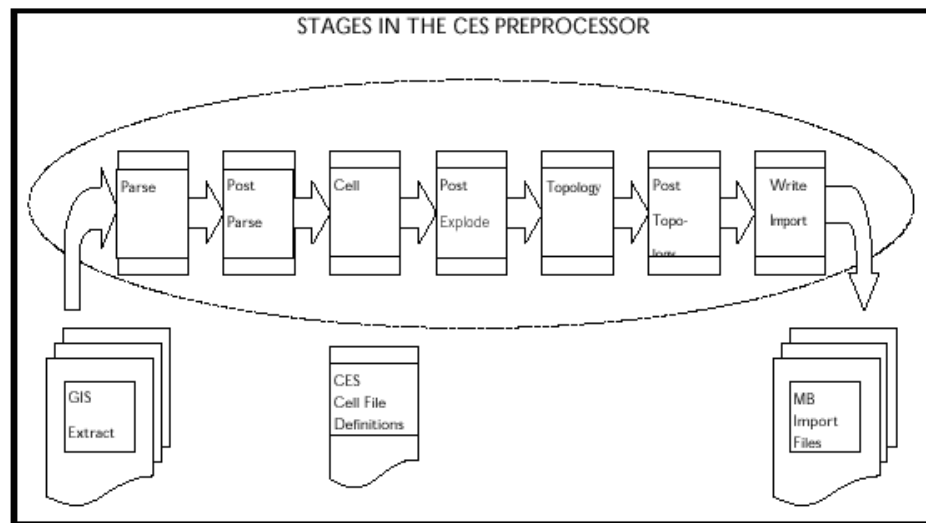 STAGES IN THE CES PREPROCESSOR
Parse
Post
Parse
Cell
Post
Explode
Topology
Post
Topo-
logy
Write
Import
GIS
Extract
CES
Cell File
Definitions
MB
Import
Files